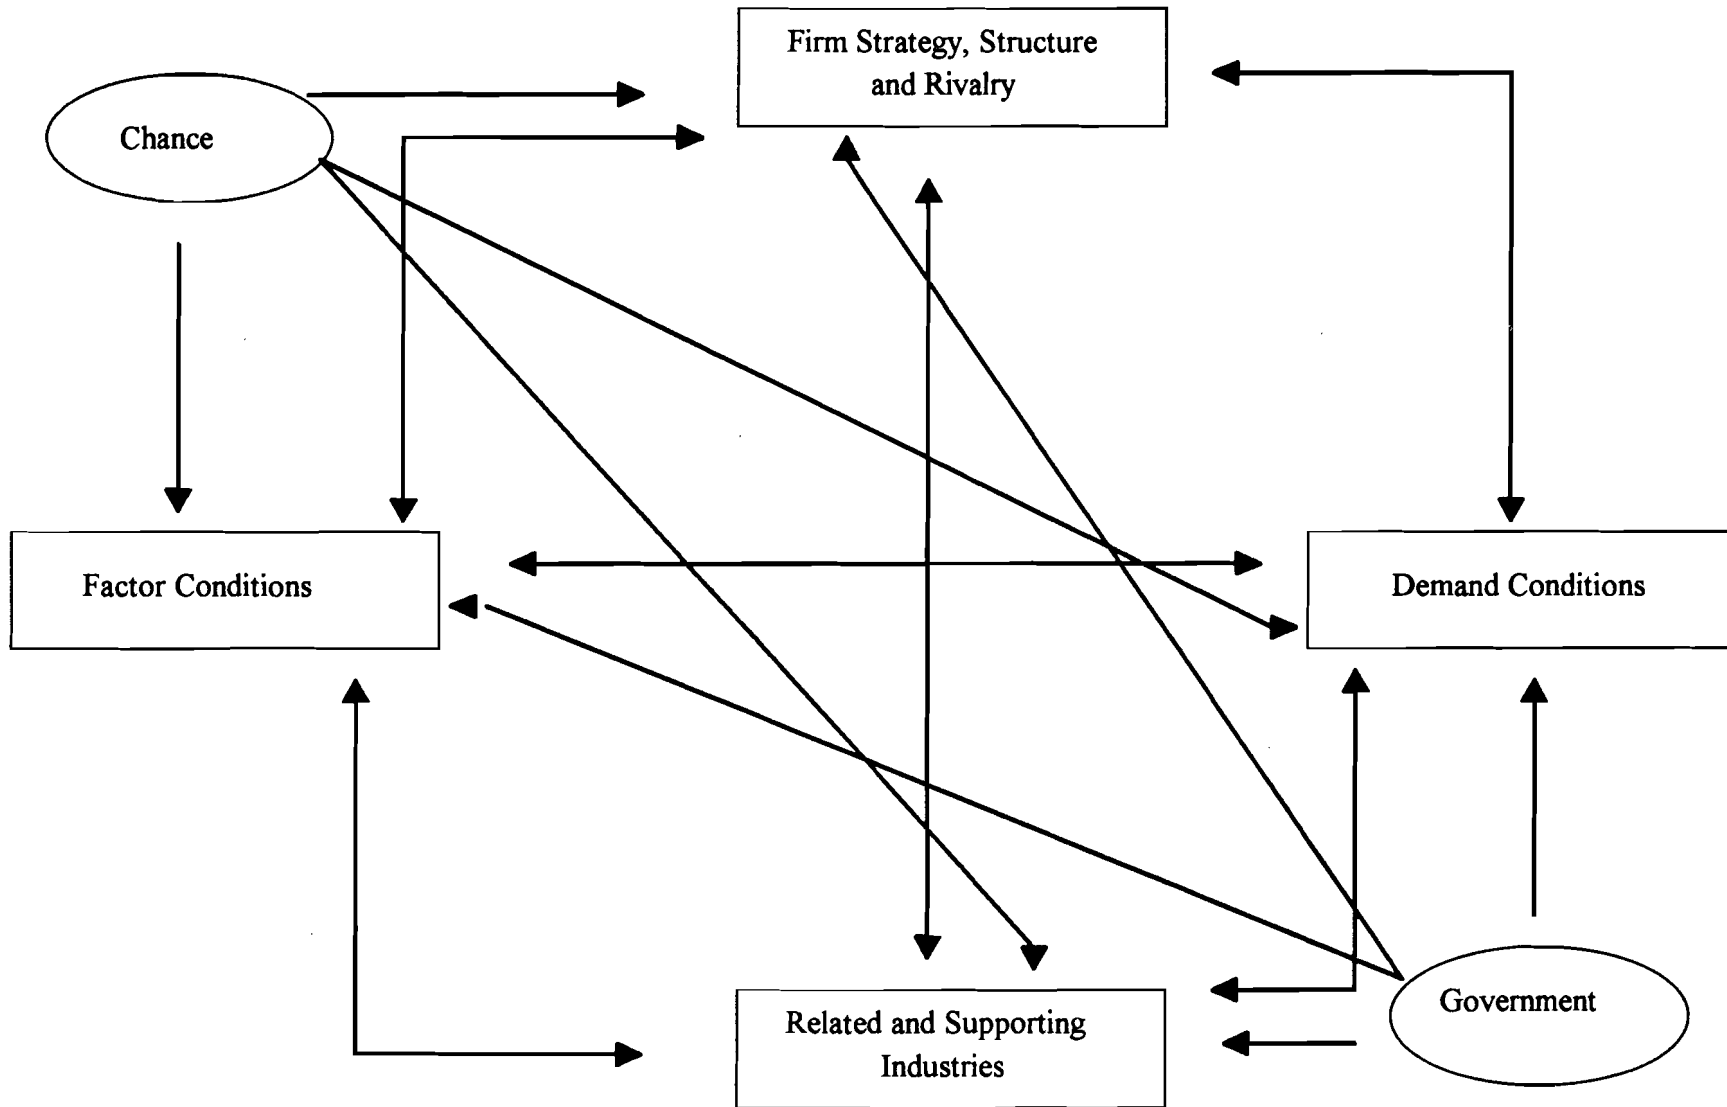 Firm Strategy, Structure
and Rivalry
Chance
Factor Conditions
Demand Conditions
Related and Supporting
Industries
Government